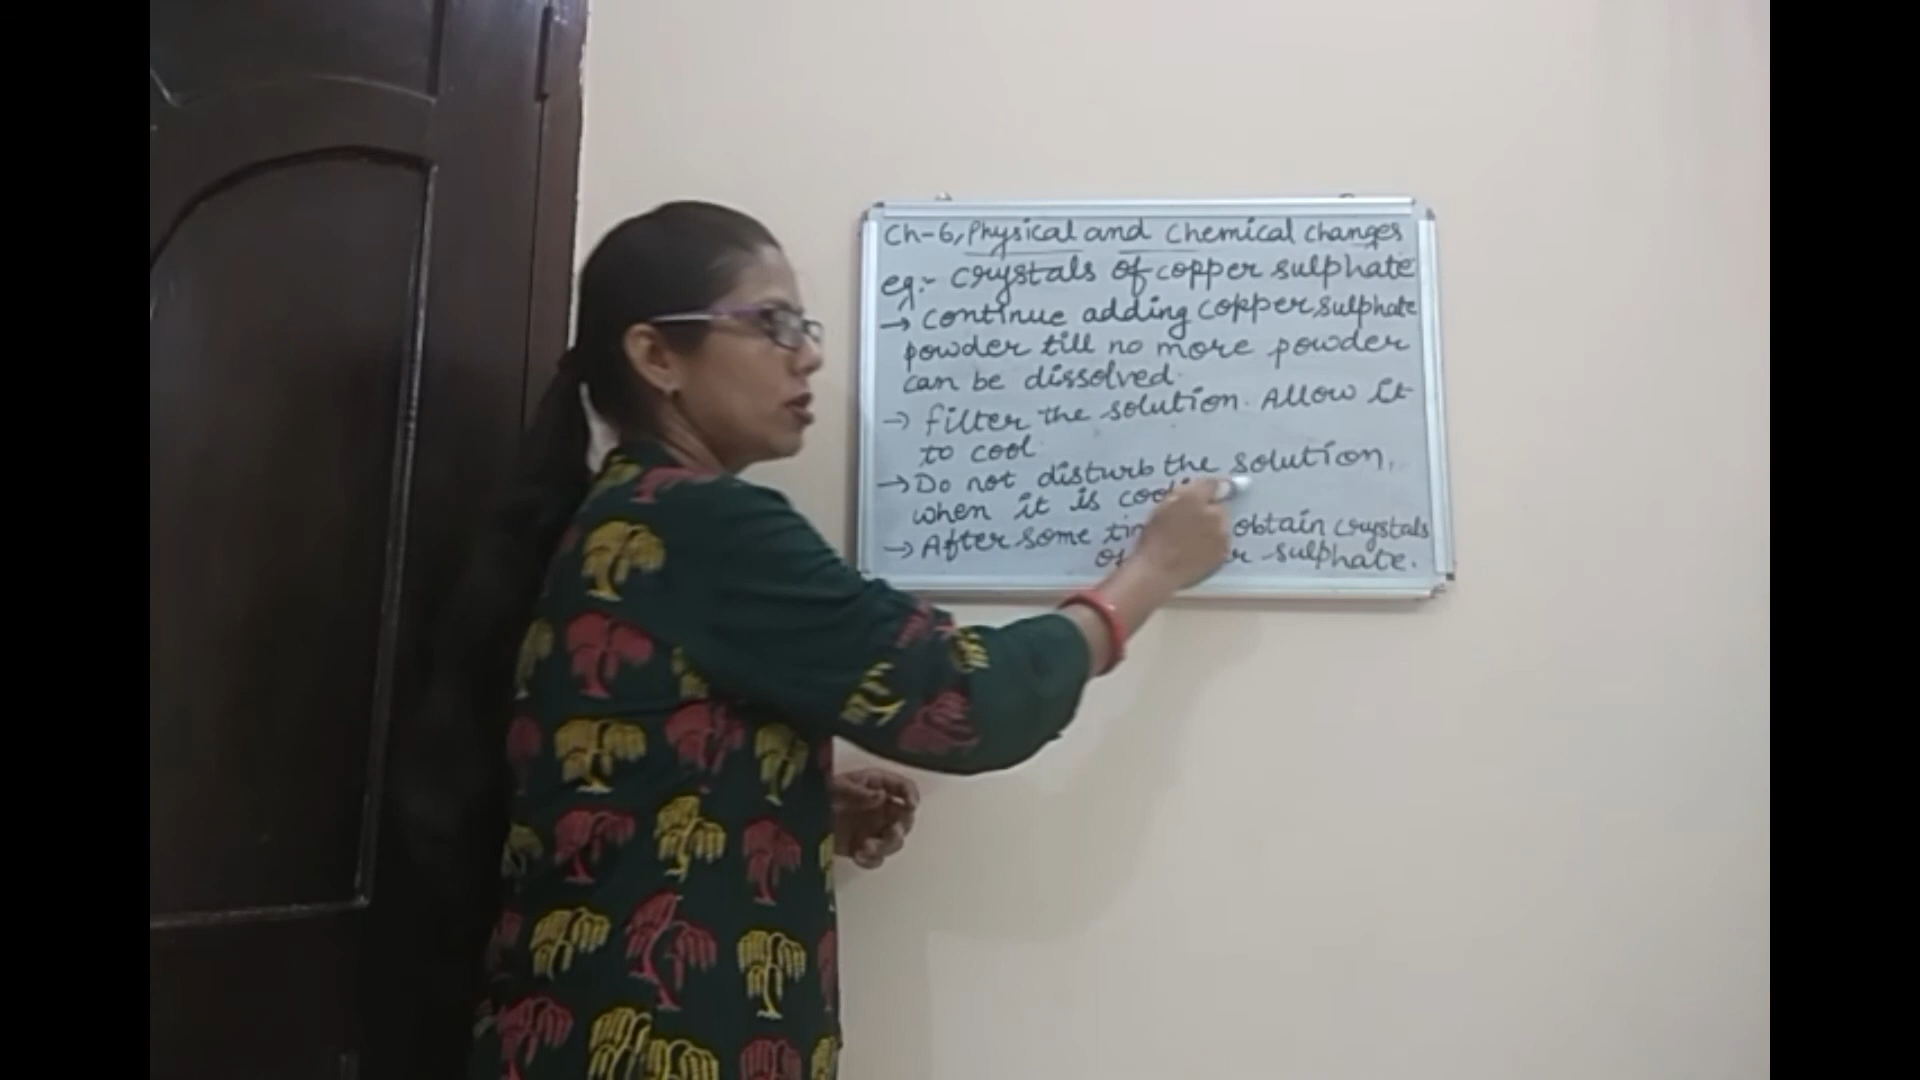 Ch-6, Physical and Chemical changes
eg:- crystals of copper sulphate
→ continue adding copper sulphate
powder till no more powder
can be dissolved.
→ filter the solution. Allow it
to cool.
→ Do not disturb the solution,
when it is
→ After some obtain crystals
sulphate.